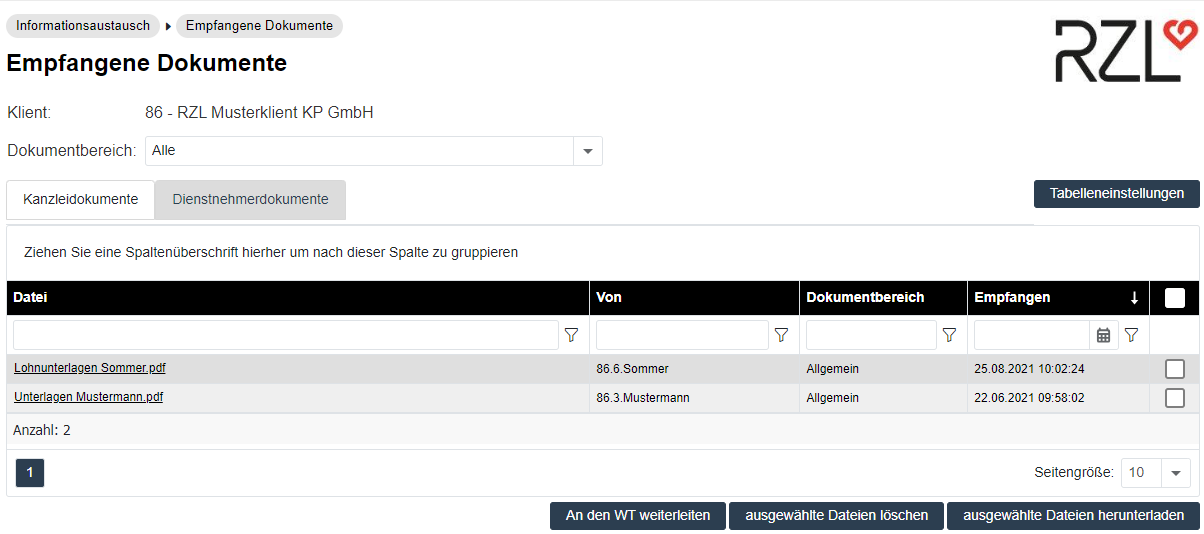 Informationsaustausch Empfangene Dokumente
RZL
Empfangene Dokumente
Klient: 86 - RZL Musterklient KP GmbH
Dokumentbereich: Alle
Kanzleidokumente Dienstnehmerdokumente Tabelleneinstellungen
Ziehen Sie eine Spaltenüberschrift hierher um nach dieser Spalte zu gruppieren
Datei Von Dokumentbereich Empfangen
Lohnunterlagen Sommer.pdf 86.6.Sommer Allgemein 25.08.2021 10:02:24
Unterlagen Mustermann.pdf 86.3.Mustermann Allgemein 22.06.2021 09:58:02
Anzahl: 2
1 Seitengröße: 10
An den WT weiterleiten ausgewählte Dateien löschen ausgewählte Dateien herunterladen